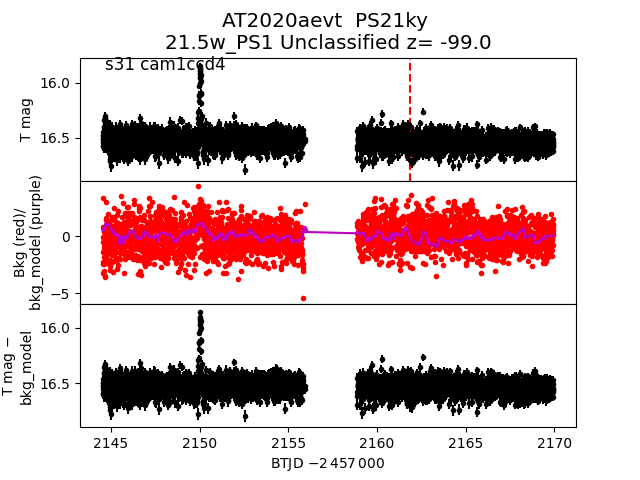 AT2020aevt  PS21ky
21.5w_PS1 Unclassified z= -99.0
s31 cam1ccd4
16.0
16.5
T mag
0
−5
Bkg (red)/
bkg_model (purple)
16.0
16.5
T mag −
bkg_model
2145 2150 2155 2160 2165 2170
BTJD −2 457 000